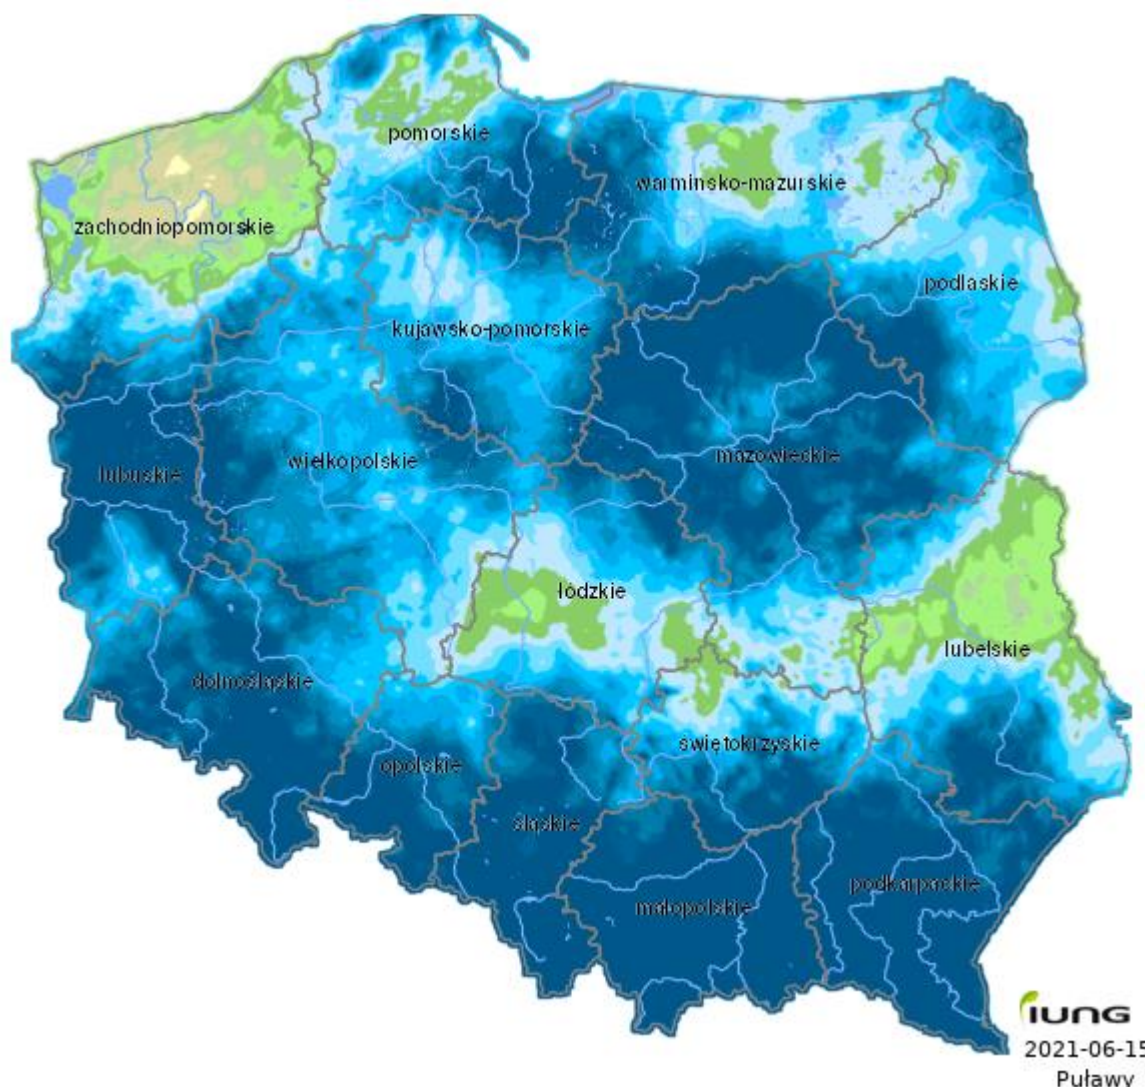 pomorskie
warmińsko-mazurskie
zachodniopomorskie
podlaskie
kujawsko-pomorskie
mazowieckie
wielkopolskie
lubuskie
łódzkie
lubelskie
dolnośląskie
świętokrzyskie
opolskie
śląskie
podkarpackie
małopolskie
IUNG
2021-06-15
Puławy